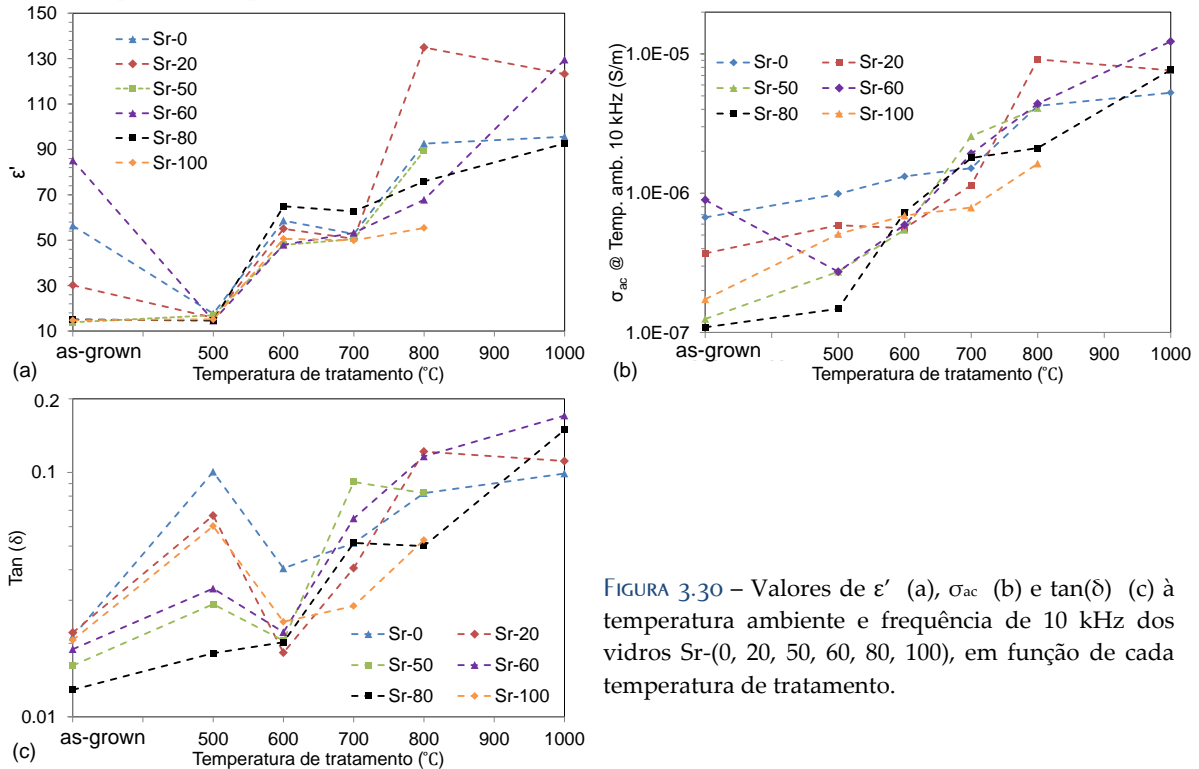 150
130
110
90
70
50
30
10
ε'
Sr-0
Sr-20
Sr-50
Sr-60
Sr-80
Sr-100
as-grown 500 600 700 800 900 1000
Temperatura de tratamento (°C)
(a)
1.0E-05
1.0E-06
1.0E-07
σac @ Temp. amb. 10 kHz (S/m)
Sr-0 Sr-20
Sr-50 Sr-60
Sr-80 Sr-100
as-grown 500 600 700 800 900 1000
Temperatura de tratamento (°C)
(b)
0.2
0.1
0.01
Tan (δ)
Sr-0 Sr-20
Sr-50 Sr-60
Sr-80 Sr-100
as-grown 500 600 700 800 900 1000
Temperatura de tratamento (°C)
(c)
FIGURA 3.30 – Valores de ε’ (a), σac (b) e tan(δ) (c) à
temperatura ambiente e frequência de 10 kHz dos
vidros Sr-(0, 20, 50, 60, 80, 100), em função de cada
temperatura de tratamento.